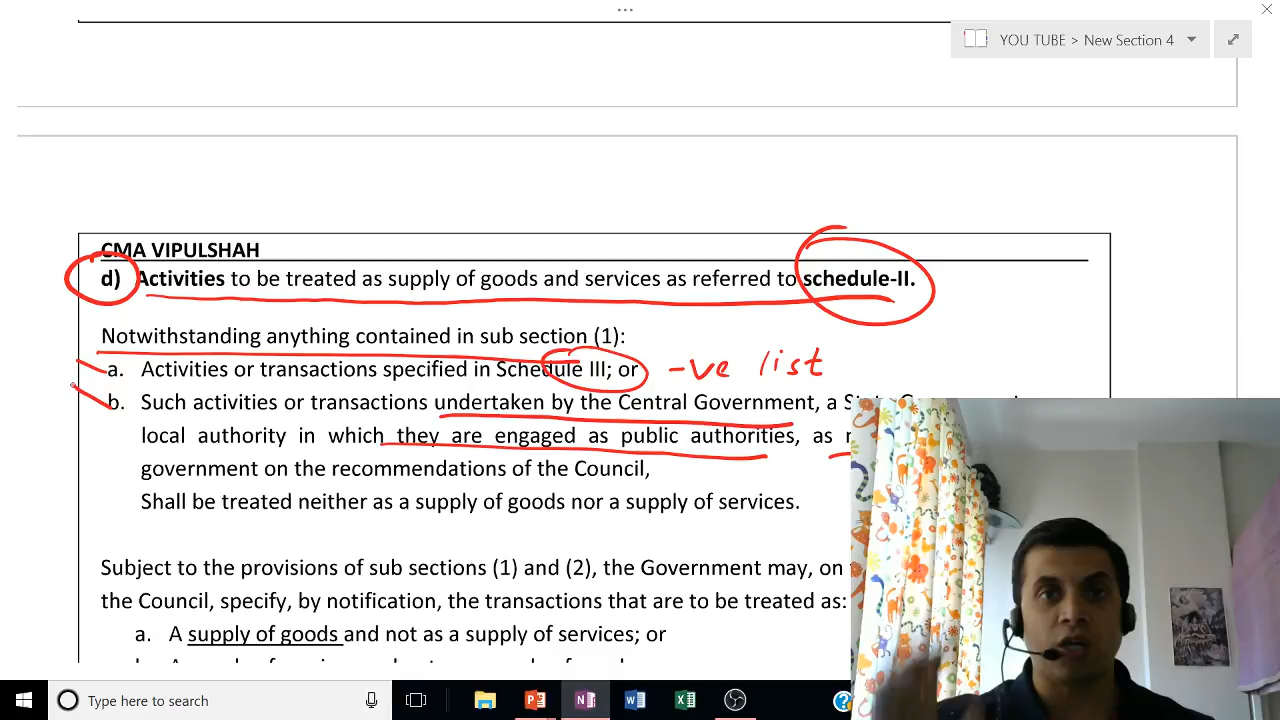 YOU TUBE > New Section 4
CMA VIPULSHAH
d) Activities to be treated as supply of goods and services as referred to schedule-II.
Notwithstanding anything contained in sub section (1):
a. Activities or transactions specified in Schedule III; or -ve list
b. Such activities or transactions undertaken by the Central Government, a
local authority in which they are engaged as public authorities, as
government on the recommendations of the Council,
Shall be treated neither as a supply of goods nor a supply of services.
Subject to the provisions of sub sections (1) and (2), the Government may, on
the Council, specify, by notification, the transactions that are to be treated as:
a. A supply of goods and not as a supply of services; or
Type here to search